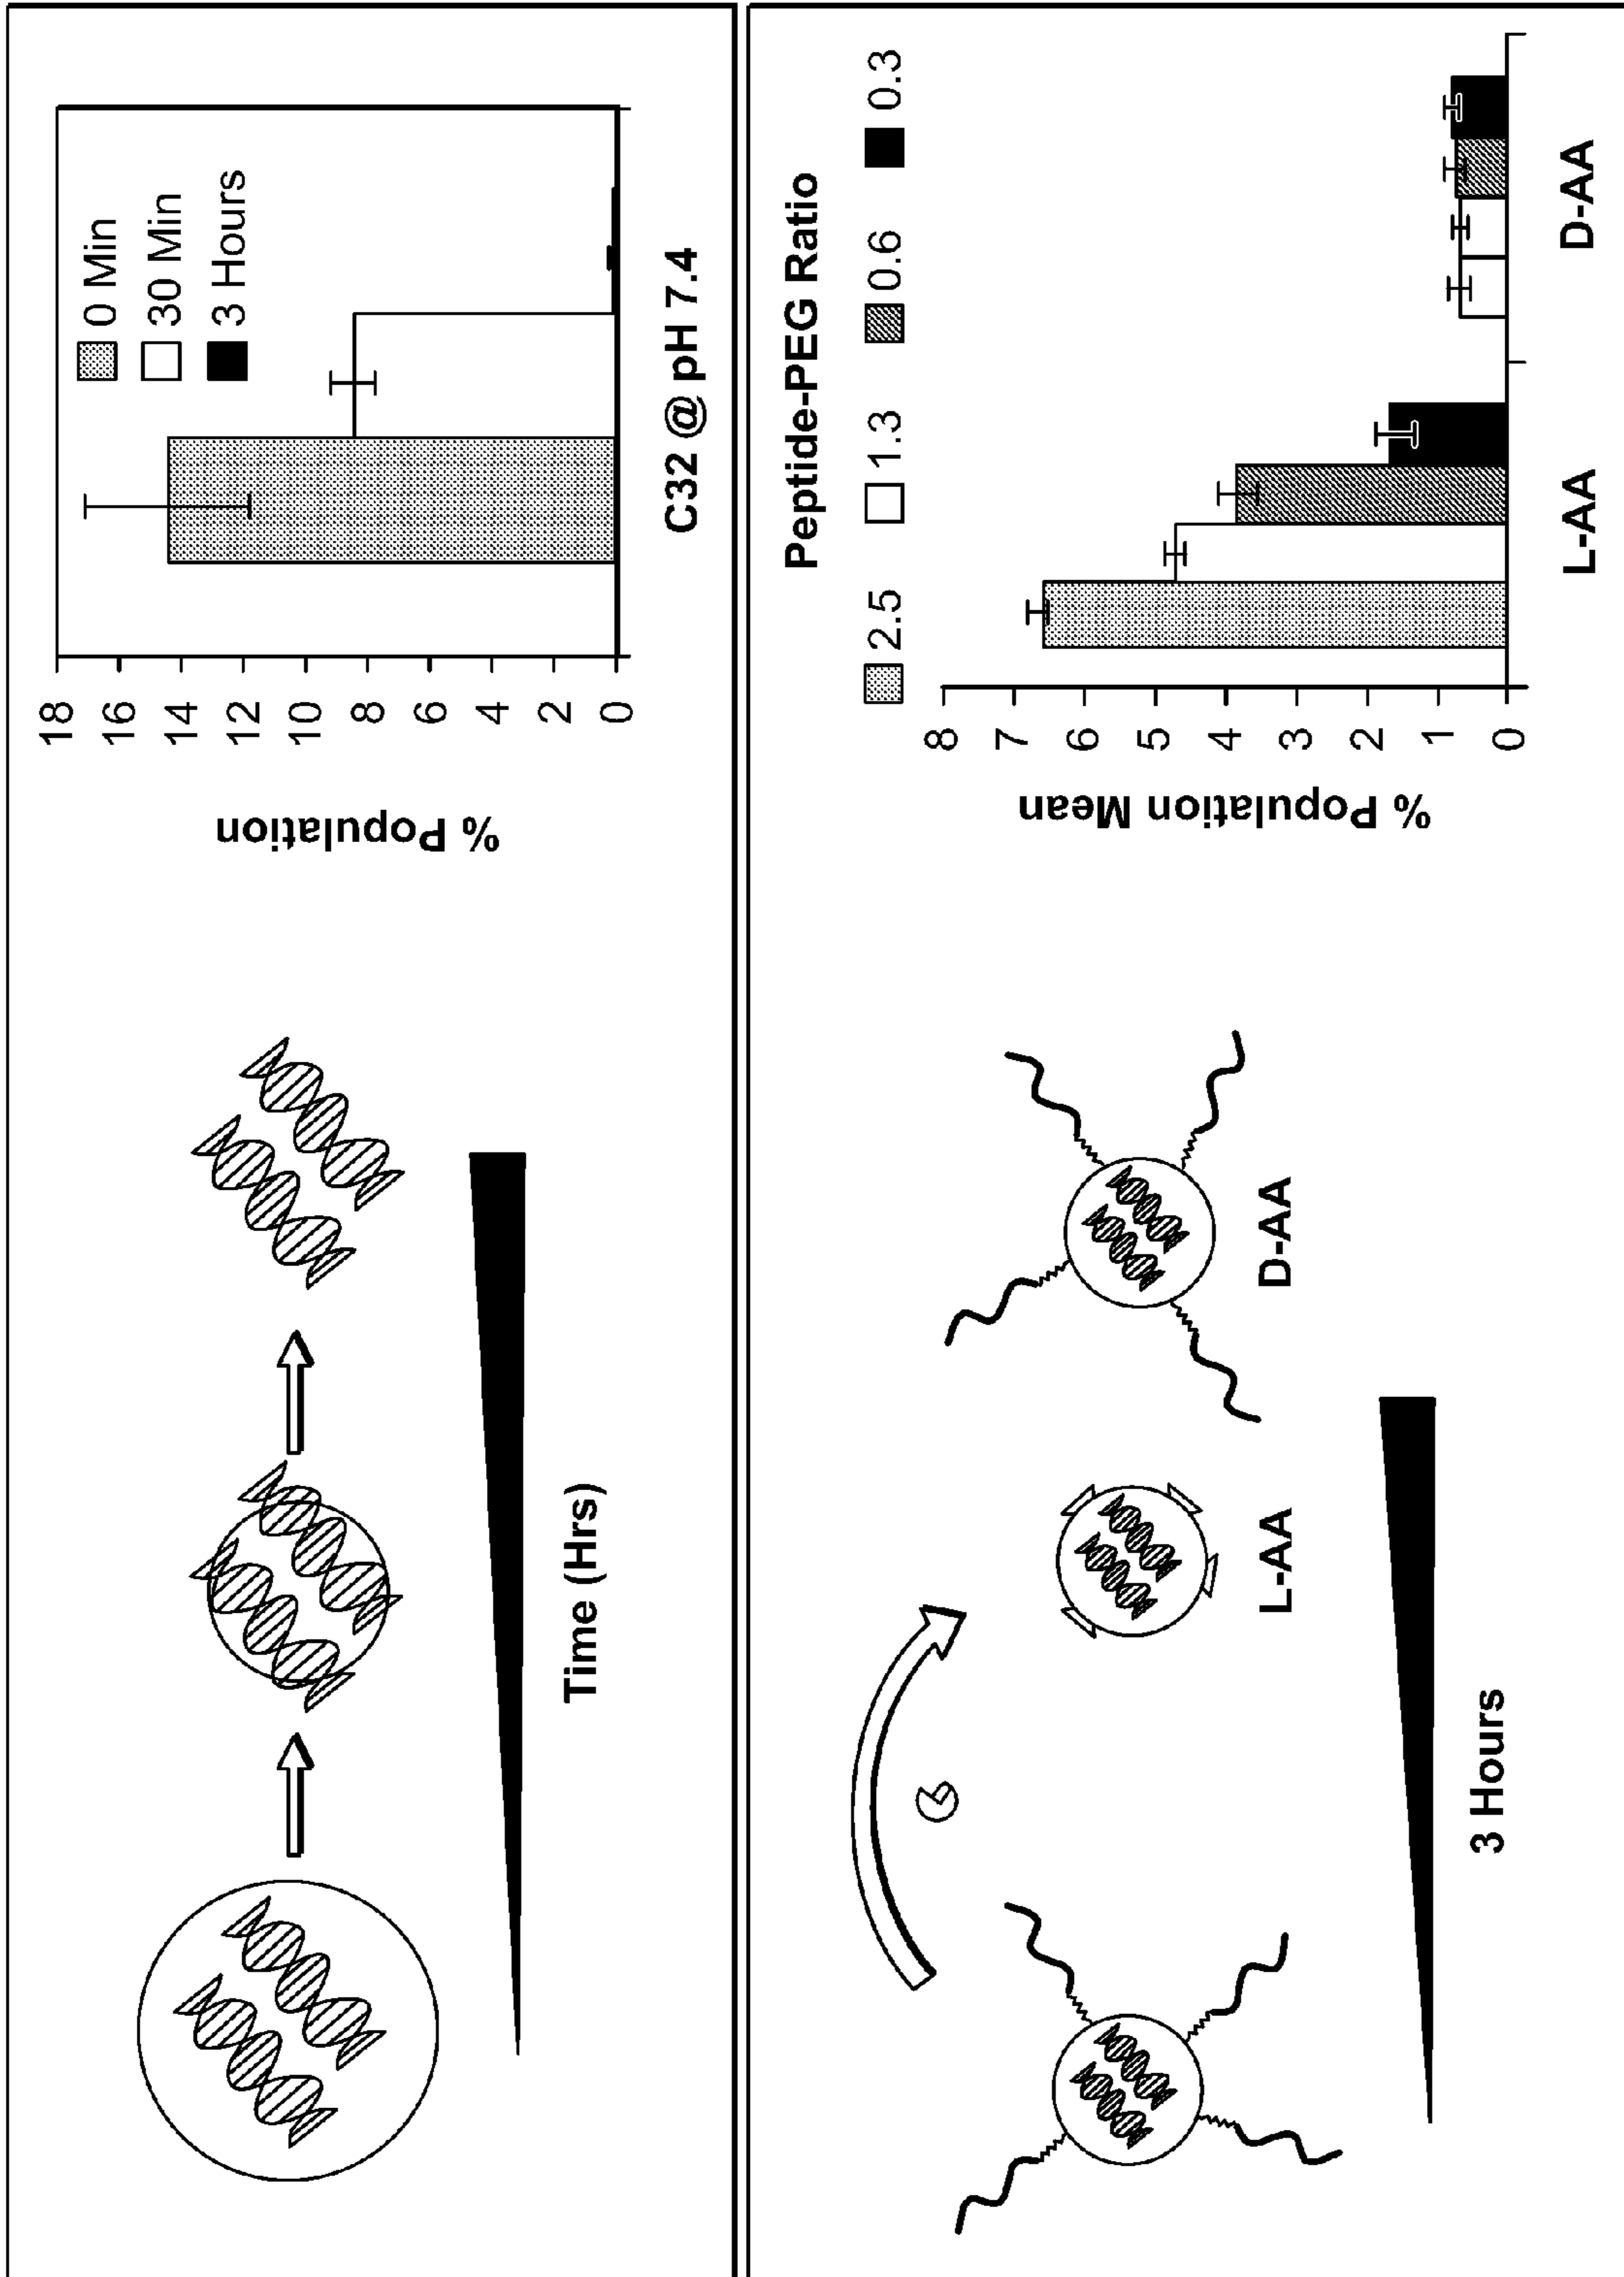 Time (Hrs)
% Population
18
16
14
12
10
8
6
4
2
0
0 Min
30 Min
3 Hours
C32 @ pH 7.4
L-AA
D-AA
3 Hours
Peptide-PEG Ratio
2.5 1.3 0.6 0.3
% Population Mean
8
7
6
5
4
3
2
1
0
L-AA D-AA